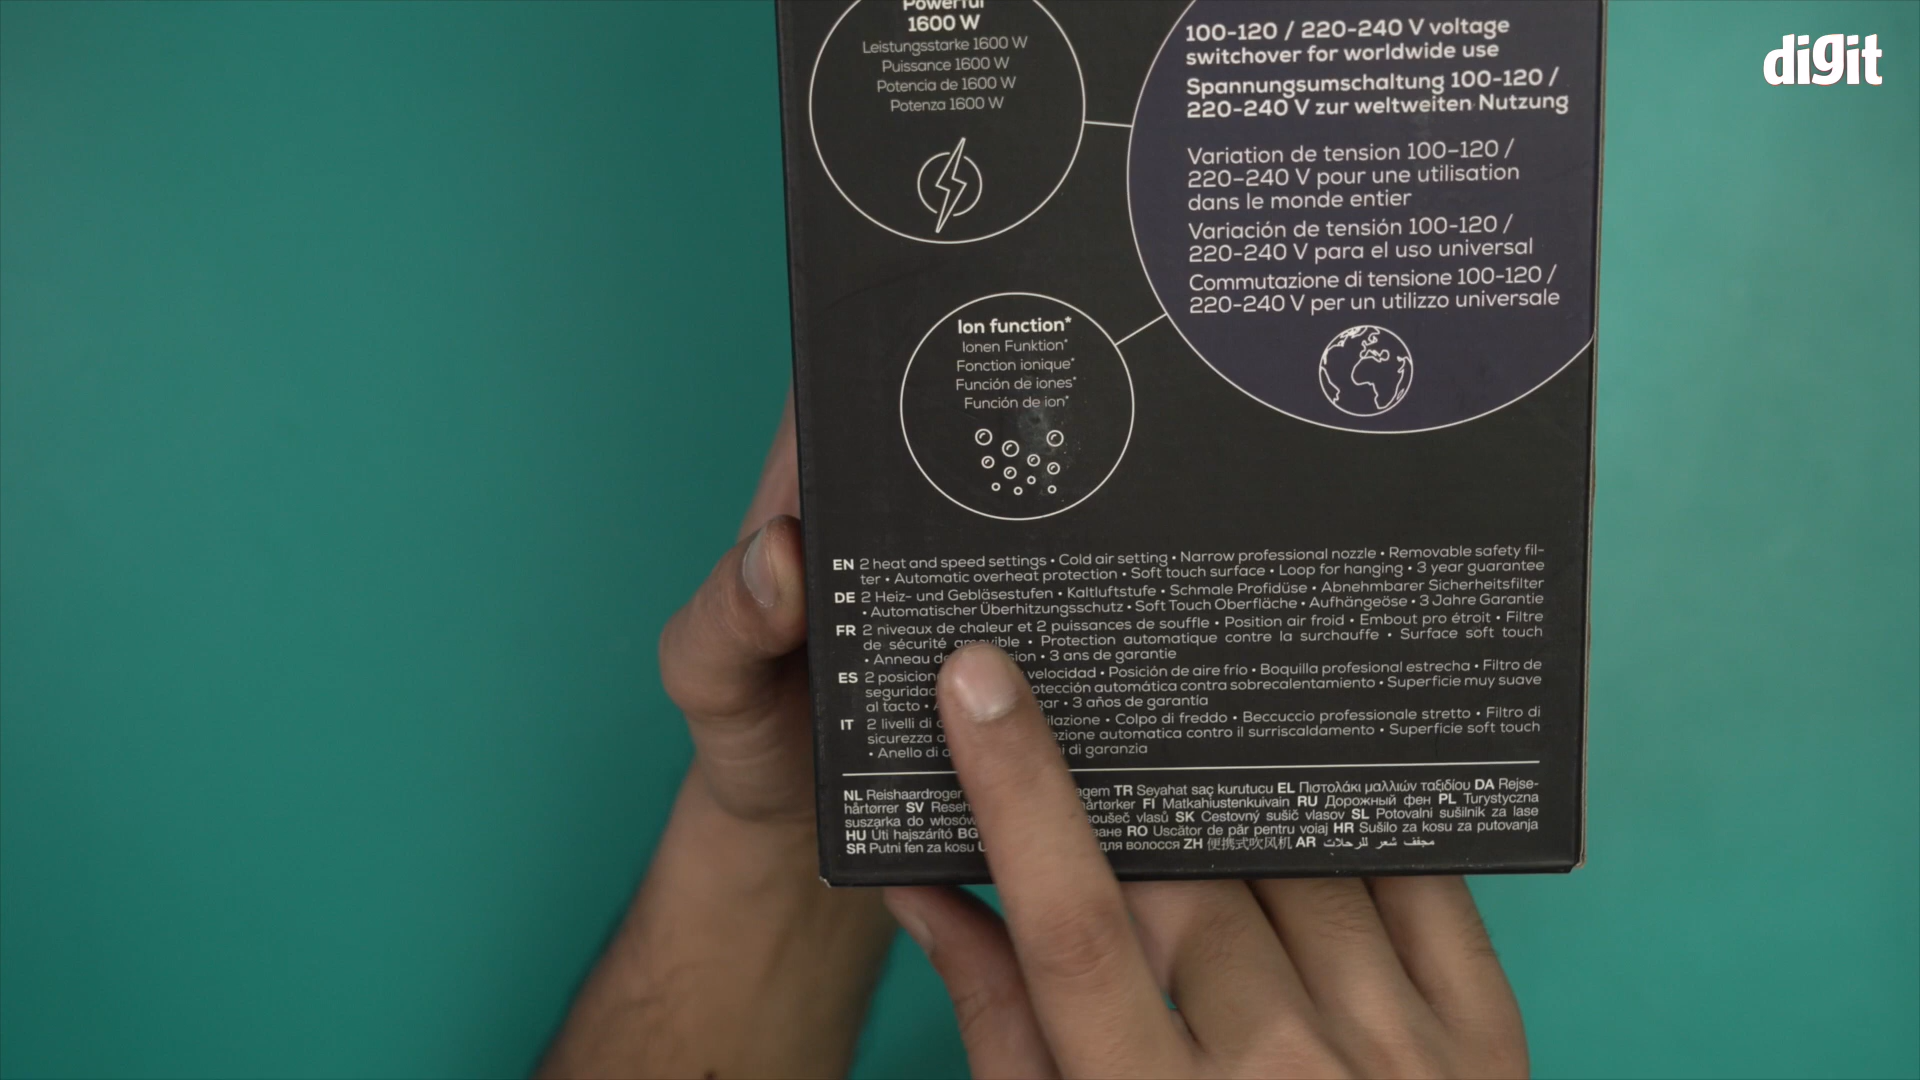 digit
Powerful
1600 W
Leistungsstarke 1600 W
Puissance 1600 W
Potencia de 1600 W
Potenza 1600 W
100-120 / 220-240 V voltage
switchover for worldwide use
Spannungsumschaltung 100-120 /
220-240 V zur weltweiten Nutzung
Variation de tension 100-120 /
220-240 V pour une utilisation
dans le monde entier
Variación de tensión 100-120 /
220-240 V para el uso universal
Commutazione di tensione 100-120 /
220-240 V per un utilizzo universale
Ion function*
Ionen Funktion*
Fonction ionique*
Función de iones*
Función de ion*
EN 2 heat and speed settings • Cold air setting • Narrow professional nozzle • Removable safety fil-
ter • Automatic overheat protection • Soft touch surface • Loop for hanging • 3 year guarantee
DE 2 Heiz- und Gebläsestufen • Kaltluftstufe • Schmale Profidüse • Abnehmbarer Sicherheitsfilter
• Automatischer Überhitzungsschutz • Soft Touch Oberfläche • Aufhängeöse • 3 Jahre Garantie
FR 2 niveaux de chaleur et 2 puissances de souffle • Position air froid • Embout pro étroit • Filtre
de sécurité amovible • Protection automatique contre la surchauffe • Surface soft touch
• Anneau • 3 ans de garantie
ES 2 velocidad • Posición de aire frío • Boquilla profesional estrecha • Filtro de
seguridad automática contra sobrecalentamiento • Superficie muy suave
al tacto • • 3 años de garantía
IT 2 livelli di • Colpo di freddo • Beccuccio professionale stretto • Filtro di
sicurezza automatica contro il surriscaldamento • Superficie soft touch
• Anello di di garanzia
NL Reishaardroger TR Seyahat saç kurutucu EL Πιστολάκι μαλλιών ταξιδίου DA Rejse-
hårtørrer SV FI Matkahiustenkuivain RU Дорожный фен PL Turystyczna
suszarka do włosów vlasů SK Cestovný sušič vlasov SL Potovalni sušilnik za lase
HU Úti hajszárító BG RO Uscător de păr pentru voiaj HR Sušilo za kosu za putovanja
SR Putni fen za kosu для волосся ZH 便携式吹风机 AR مجفف شعر للرحلات